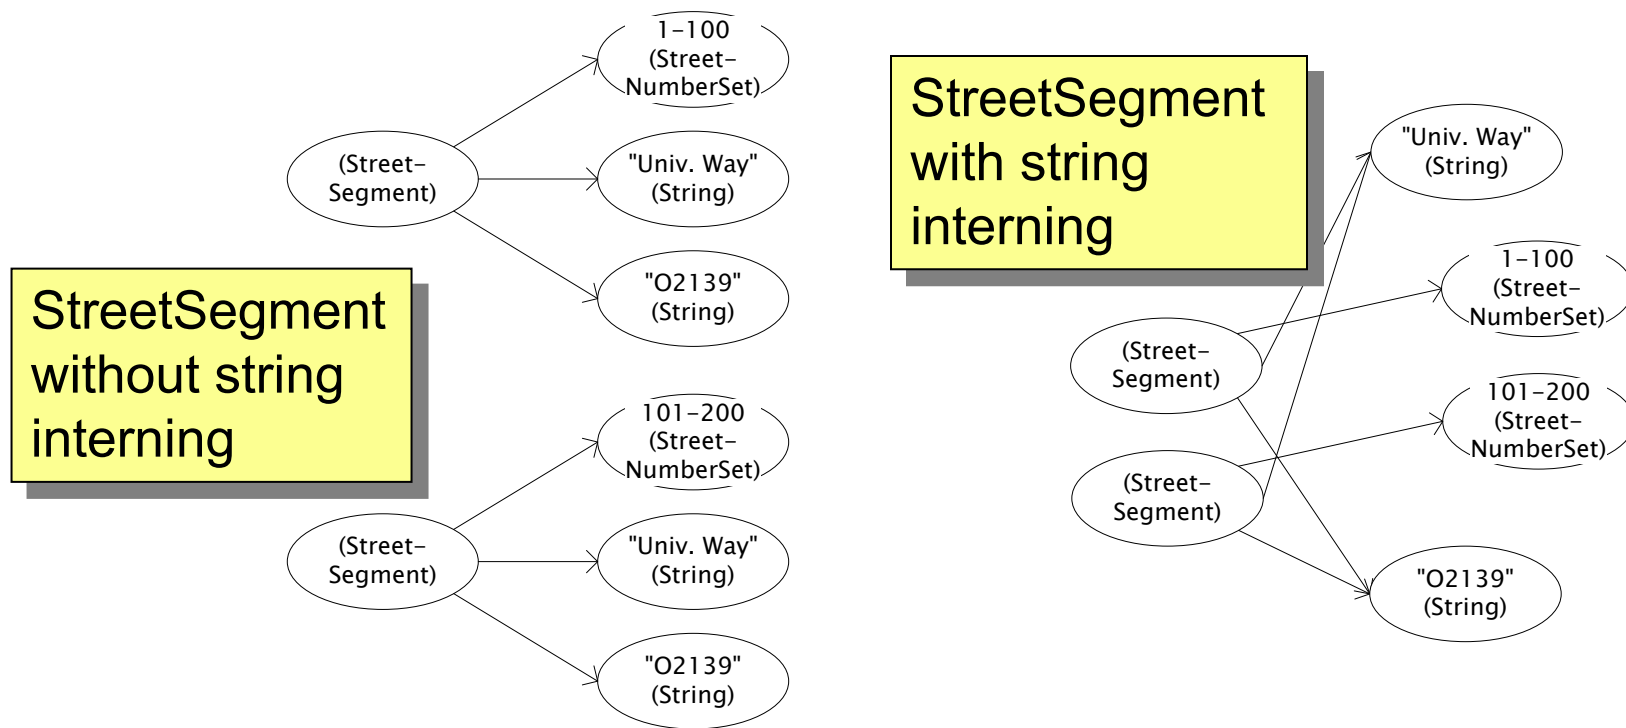 1–100
(Street–
NumberSet)
(Street–
Segment)
"Univ. Way"
(String)
"O2139"
(String)
StreetSegment
without string
interning
101–200
(Street–
NumberSet)
(Street–
Segment)
"Univ. Way"
(String)
"O2139"
(String)
StreetSegment
with string
interning
"Univ. Way"
(String)
1–100
(Street–
NumberSet)
(Street–
Segment)
101–200
(Street–
NumberSet)
(Street–
Segment)
"O2139"
(String)